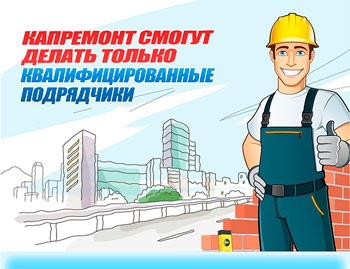 КАПРЕМОНТ СМОГУТ
ДЕЛАТЬ ТОЛЬКО
КВАЛИФИЦИРОВАННЫЕ
ПОДРЯДЧИКИ